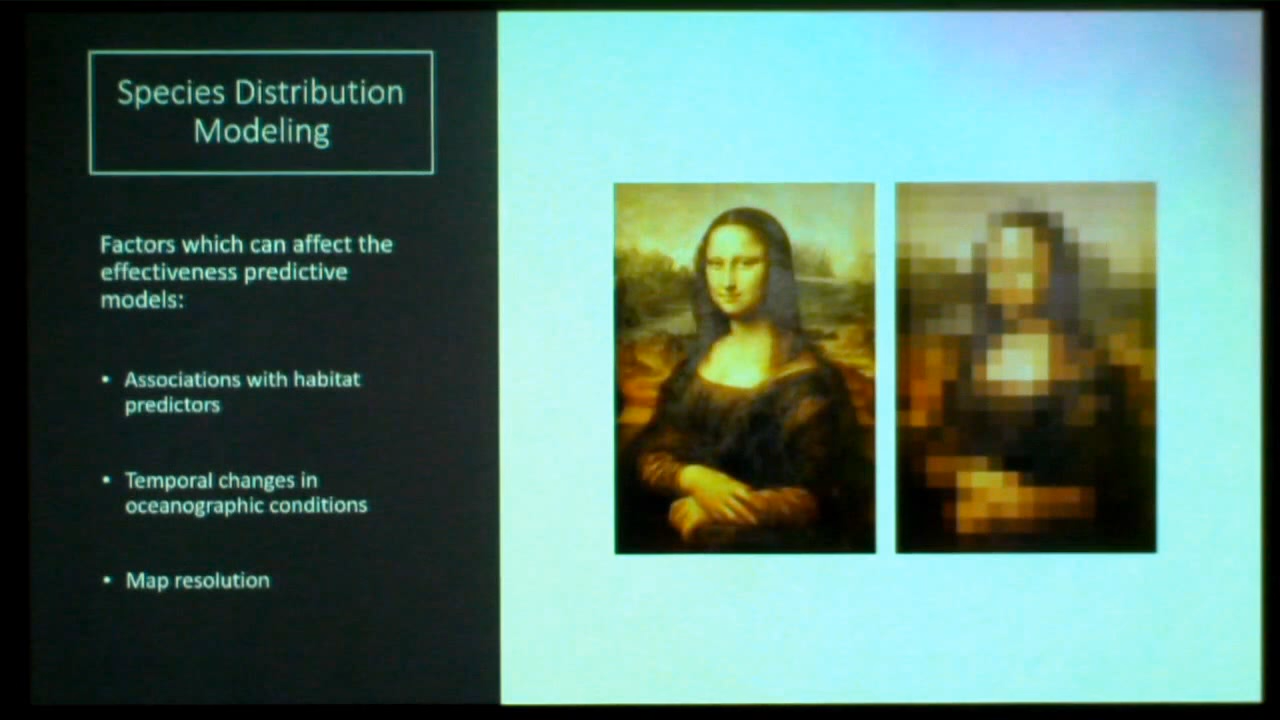 Species Distribution
Modeling
Factors which can affect the
effectiveness predictive
models:
• Associations with habitat
predictors
• Temporal changes in
oceanographic conditions
• Map resolution